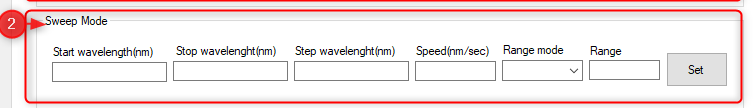 2
Sweep Mode
Start wavelength(nm) Stop wavelenght(nm) Step wavelenght(nm) Speed(nm/sec) Range mode Range
Set